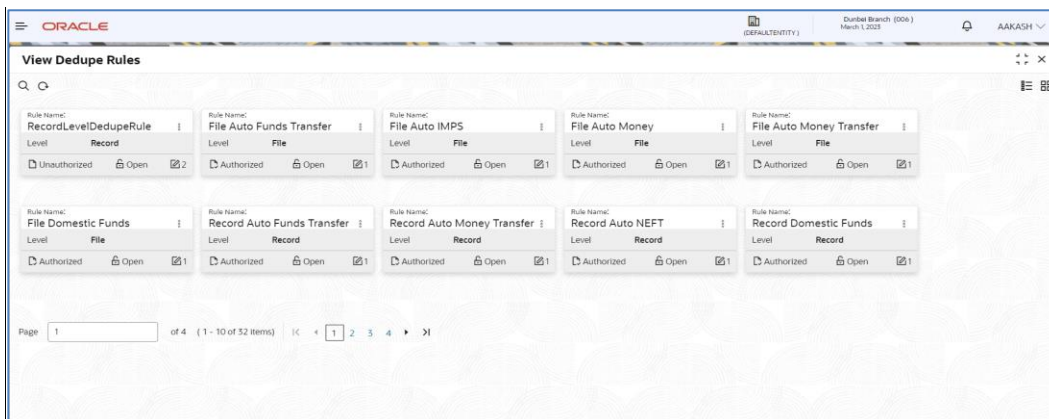 ORACLE
(DEFAULTENTITY)
Dunbel Branch (006)
March 1, 2023
AAKASH
View Dedupe Rules
Rule Name: Rule Name: Rule Name: Rule Name: Rule Name:
RecordLevelDedupeRule File Auto Funds Transfer File Auto IMPS File Auto Money File Auto Money Transfer
Level Record Level File Level File Level File Level File
Unauthorized Open 2 Authorized Open 1 Authorized Open 1 Authorized Open 1 Authorized Open 1
Rule Name: Rule Name: Rule Name: Rule Name: Rule Name:
File Domestic Funds Record Auto Funds Transfer Record Auto Money Transfer Record Auto NEFT Record Domestic Funds
Level File Level Record Level Record Level Record Level Record
Authorized Open 1 Authorized Open 1 Authorized Open 1 Authorized Open 1 Authorized Open 1
Page 1 of 4 (1 - 10 of 32 items) 1 2 3 4